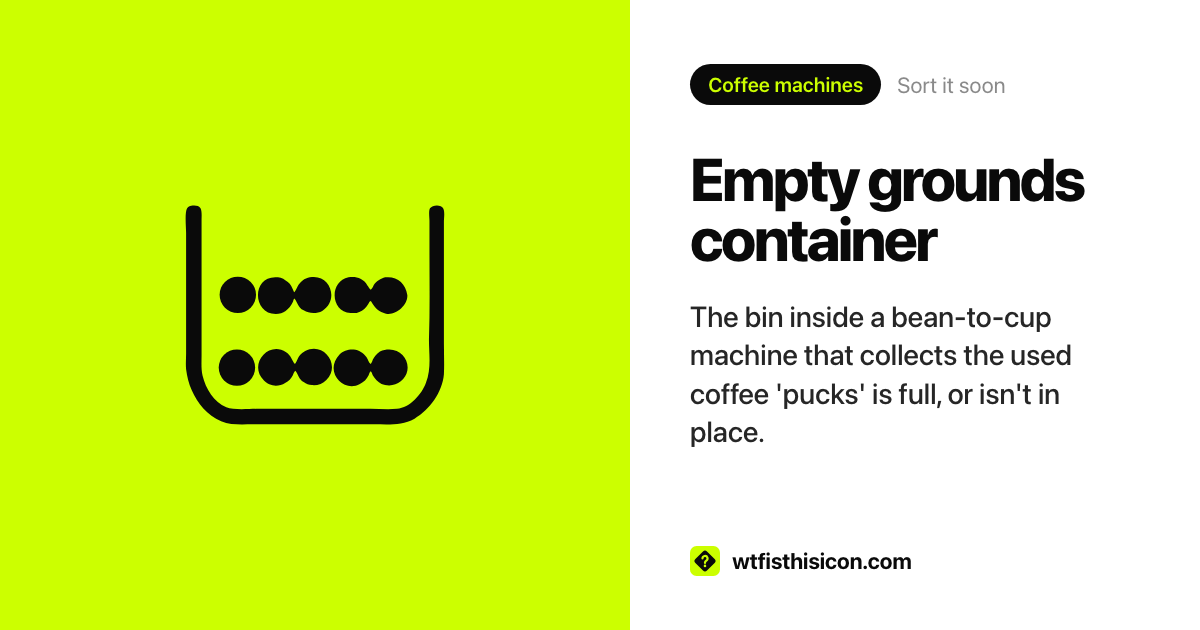 Coffee machines
Sort it soon
Empty grounds
container
The bin inside a bean-to-cup
machine that collects the used
coffee 'pucks' is full, or isn't in
place.
?
wtfisthisicon.com